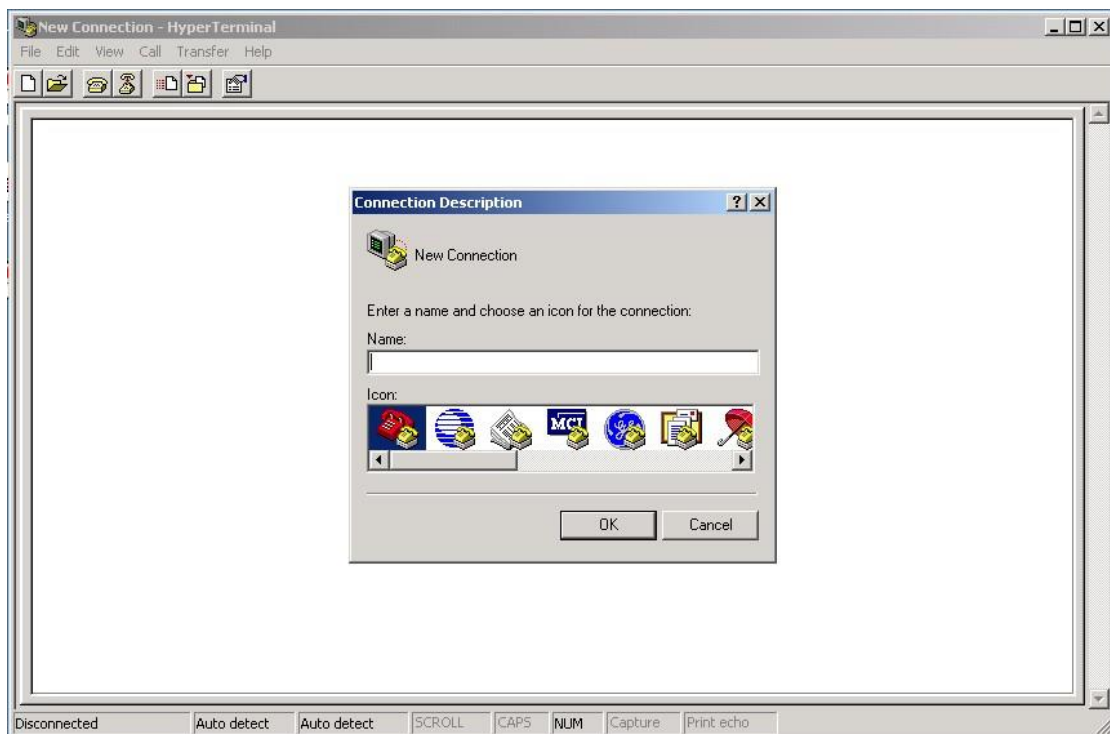 New Connection - HyperTerminal
File Edit View Call Transfer Help
Connection Description
New Connection
Enter a name and choose an icon for the connection:
Name:
Icon:
MCI
OK Cancel
Disconnected Auto detect Auto detect SCROLL CAPS NUM Capture Print echo